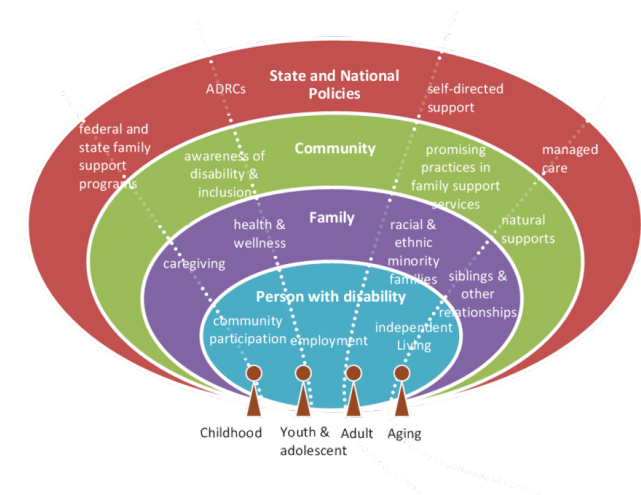 State and National
Policies
ADRCs
self-directed
support
federal and
state family
support
programs
Community
awareness of
disability &
inclusion
promising
practices in
family support
services
managed
care
Family
health &
wellness
racial &
ethnic
minority
families
natural
supports
caregiving
siblings &
other
relationships
Person with disability
community
participation
employment
independent
Living
Childhood
Youth &
adolescent
Adult
Aging